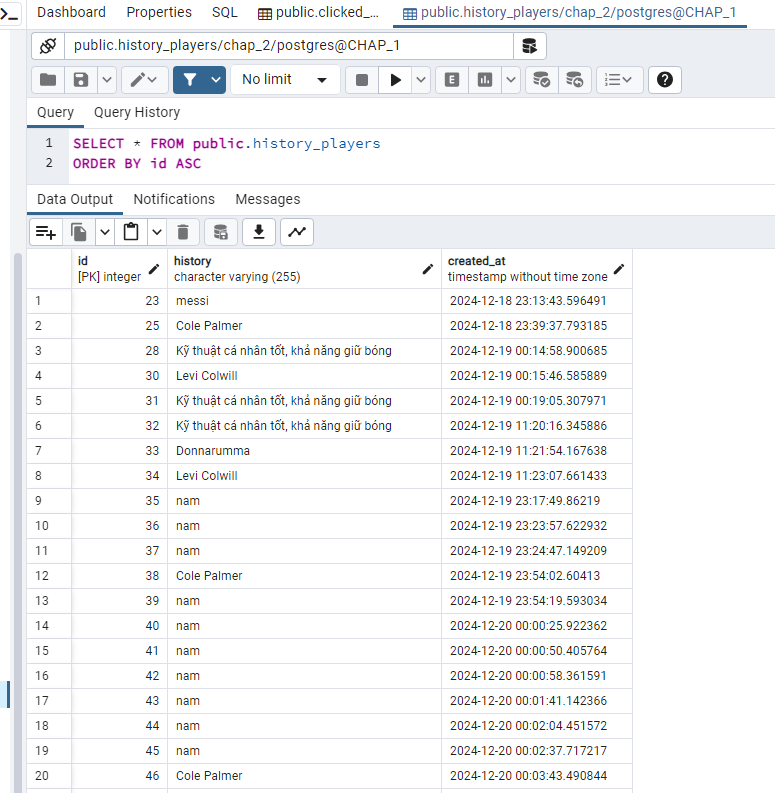 Dashboard Properties SQL public.clicked_... public.history_players/chap_2/postgres@CHAP_1
public.history_players/chap_2/postgres@CHAP_1
No limit E
Query Query History
1 SELECT * FROM public.history_players
2 ORDER BY id ASC
Data Output Notifications Messages
id history created_at
[PK] integer character varying (255) timestamp without time zone
1 23 messi 2024-12-18 23:13:43.596491
2 25 Cole Palmer 2024-12-18 23:39:37.793185
3 28 Kỹ thuật cá nhân tốt, khả năng giữ bóng 2024-12-19 00:14:58.900685
4 30 Levi Colwill 2024-12-19 00:15:46.585889
5 31 Kỹ thuật cá nhân tốt, khả năng giữ bóng 2024-12-19 00:19:05.307971
6 32 Kỹ thuật cá nhân tốt, khả năng giữ bóng 2024-12-19 11:20:16.345886
7 33 Donnarumma 2024-12-19 11:21:54.167638
8 34 Levi Colwill 2024-12-19 11:23:07.661433
9 35 nam 2024-12-19 23:17:49.86219
10 36 nam 2024-12-19 23:23:57.622932
11 37 nam 2024-12-19 23:24:47.149209
12 38 Cole Palmer 2024-12-19 23:54:02.60413
13 39 nam 2024-12-19 23:54:19.593034
14 40 nam 2024-12-20 00:00:25.922362
15 41 nam 2024-12-20 00:00:50.405764
16 42 nam 2024-12-20 00:00:58.361591
17 43 nam 2024-12-20 00:01:41.142366
18 44 nam 2024-12-20 00:02:04.451572
19 45 nam 2024-12-20 00:02:37.717217
20 46 Cole Palmer 2024-12-20 00:03:43.490844